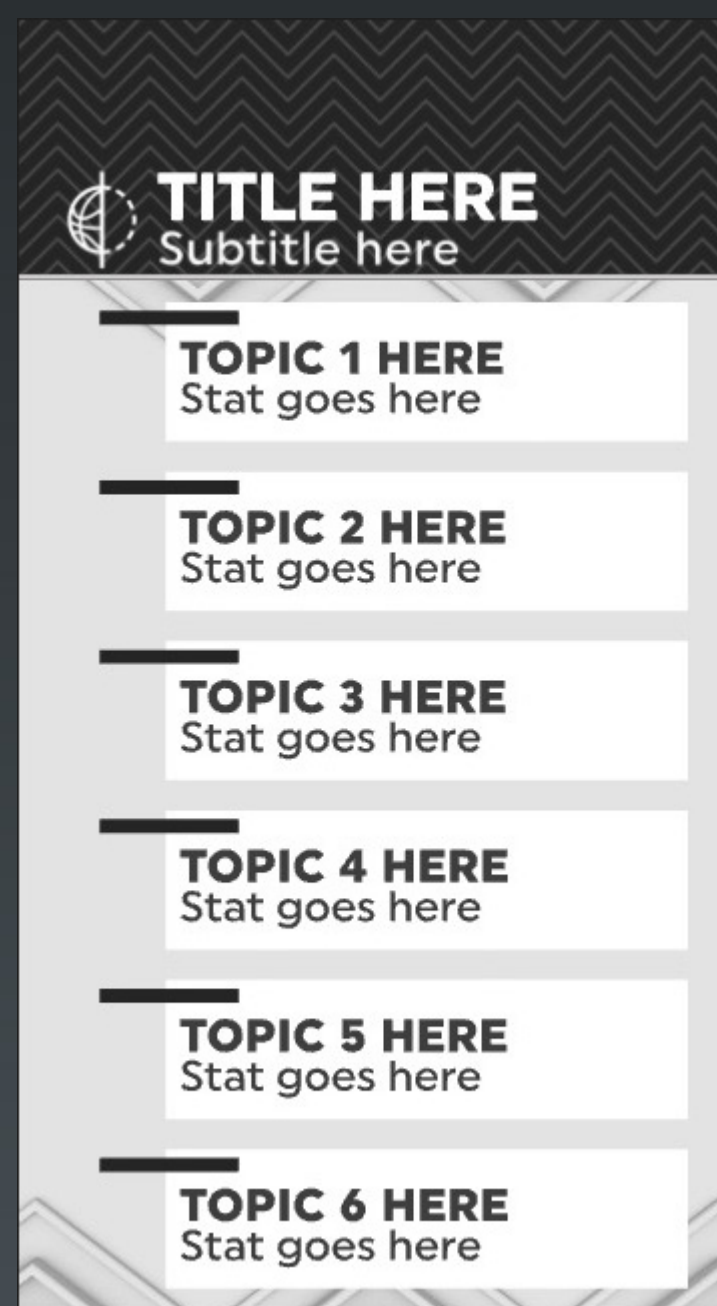 TITLE HERE
Subtitle here
TOPIC 1 HERE
Stat goes here
TOPIC 2 HERE
Stat goes here
TOPIC 3 HERE
Stat goes here
TOPIC 4 HERE
Stat goes here
TOPIC 5 HERE
Stat goes here
TOPIC 6 HERE
Stat goes here